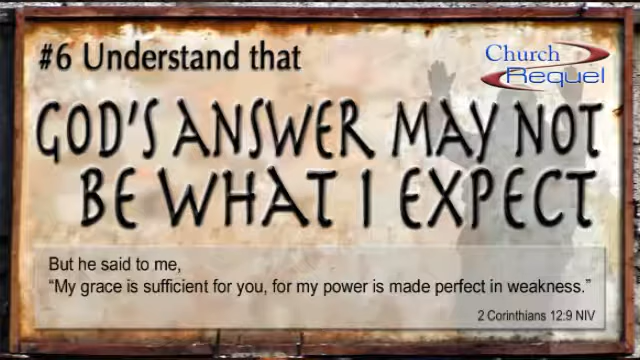 #6 Understand that
Church
Requel
GOD'S ANSWER MAY NOT
BE WHAT I EXPECT
But he said to me,
“My grace is sufficient for you, for my power is made perfect in weakness.”
2 Corinthians 12:9 NIV